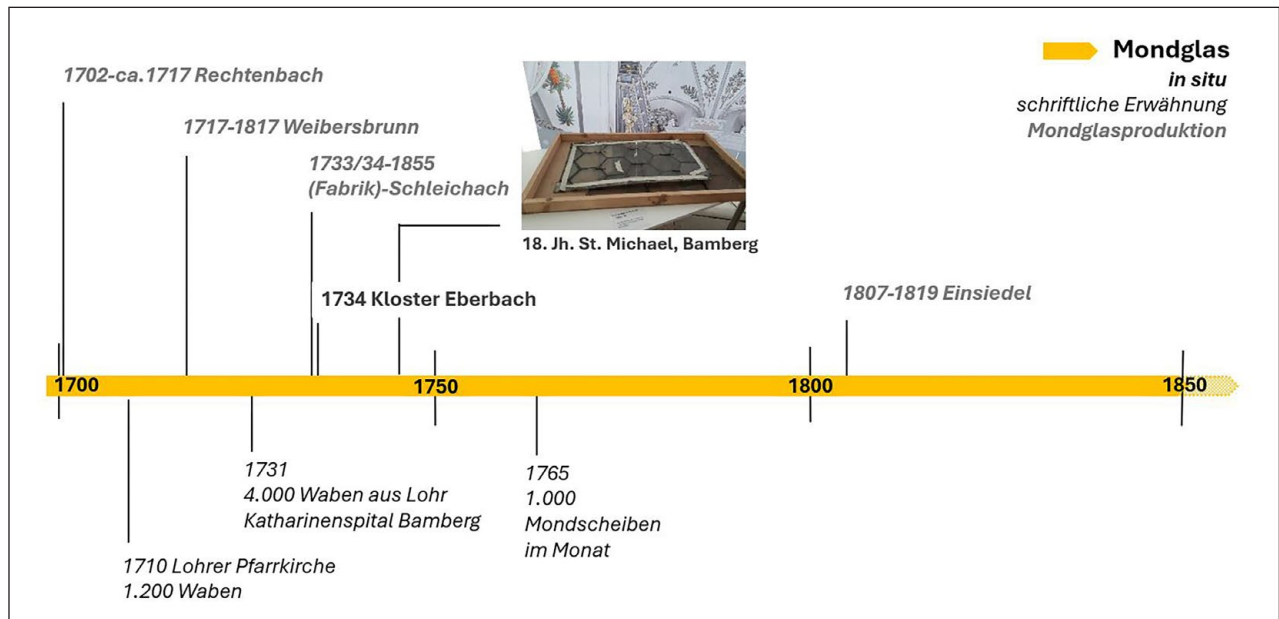 Mondglas
in situ
schriftliche Erwähnung
Mondglasproduktion
1702-ca.1717 Rechtenbach
1717-1817 Weibersbrunn
1733/34-1855
(Fabrik)-Schleichach
18. Jh. St. Michael, Bamberg
1734 Kloster Eberbach
1807-1819 Einsiedel
1700
1750
1800
1850
1731
4.000 Waben aus Lohr
Katharinenspital Bamberg
1765
1.000
Mondscheiben
im Monat
1710 Lohrer Pfarrkirche
1.200 Waben